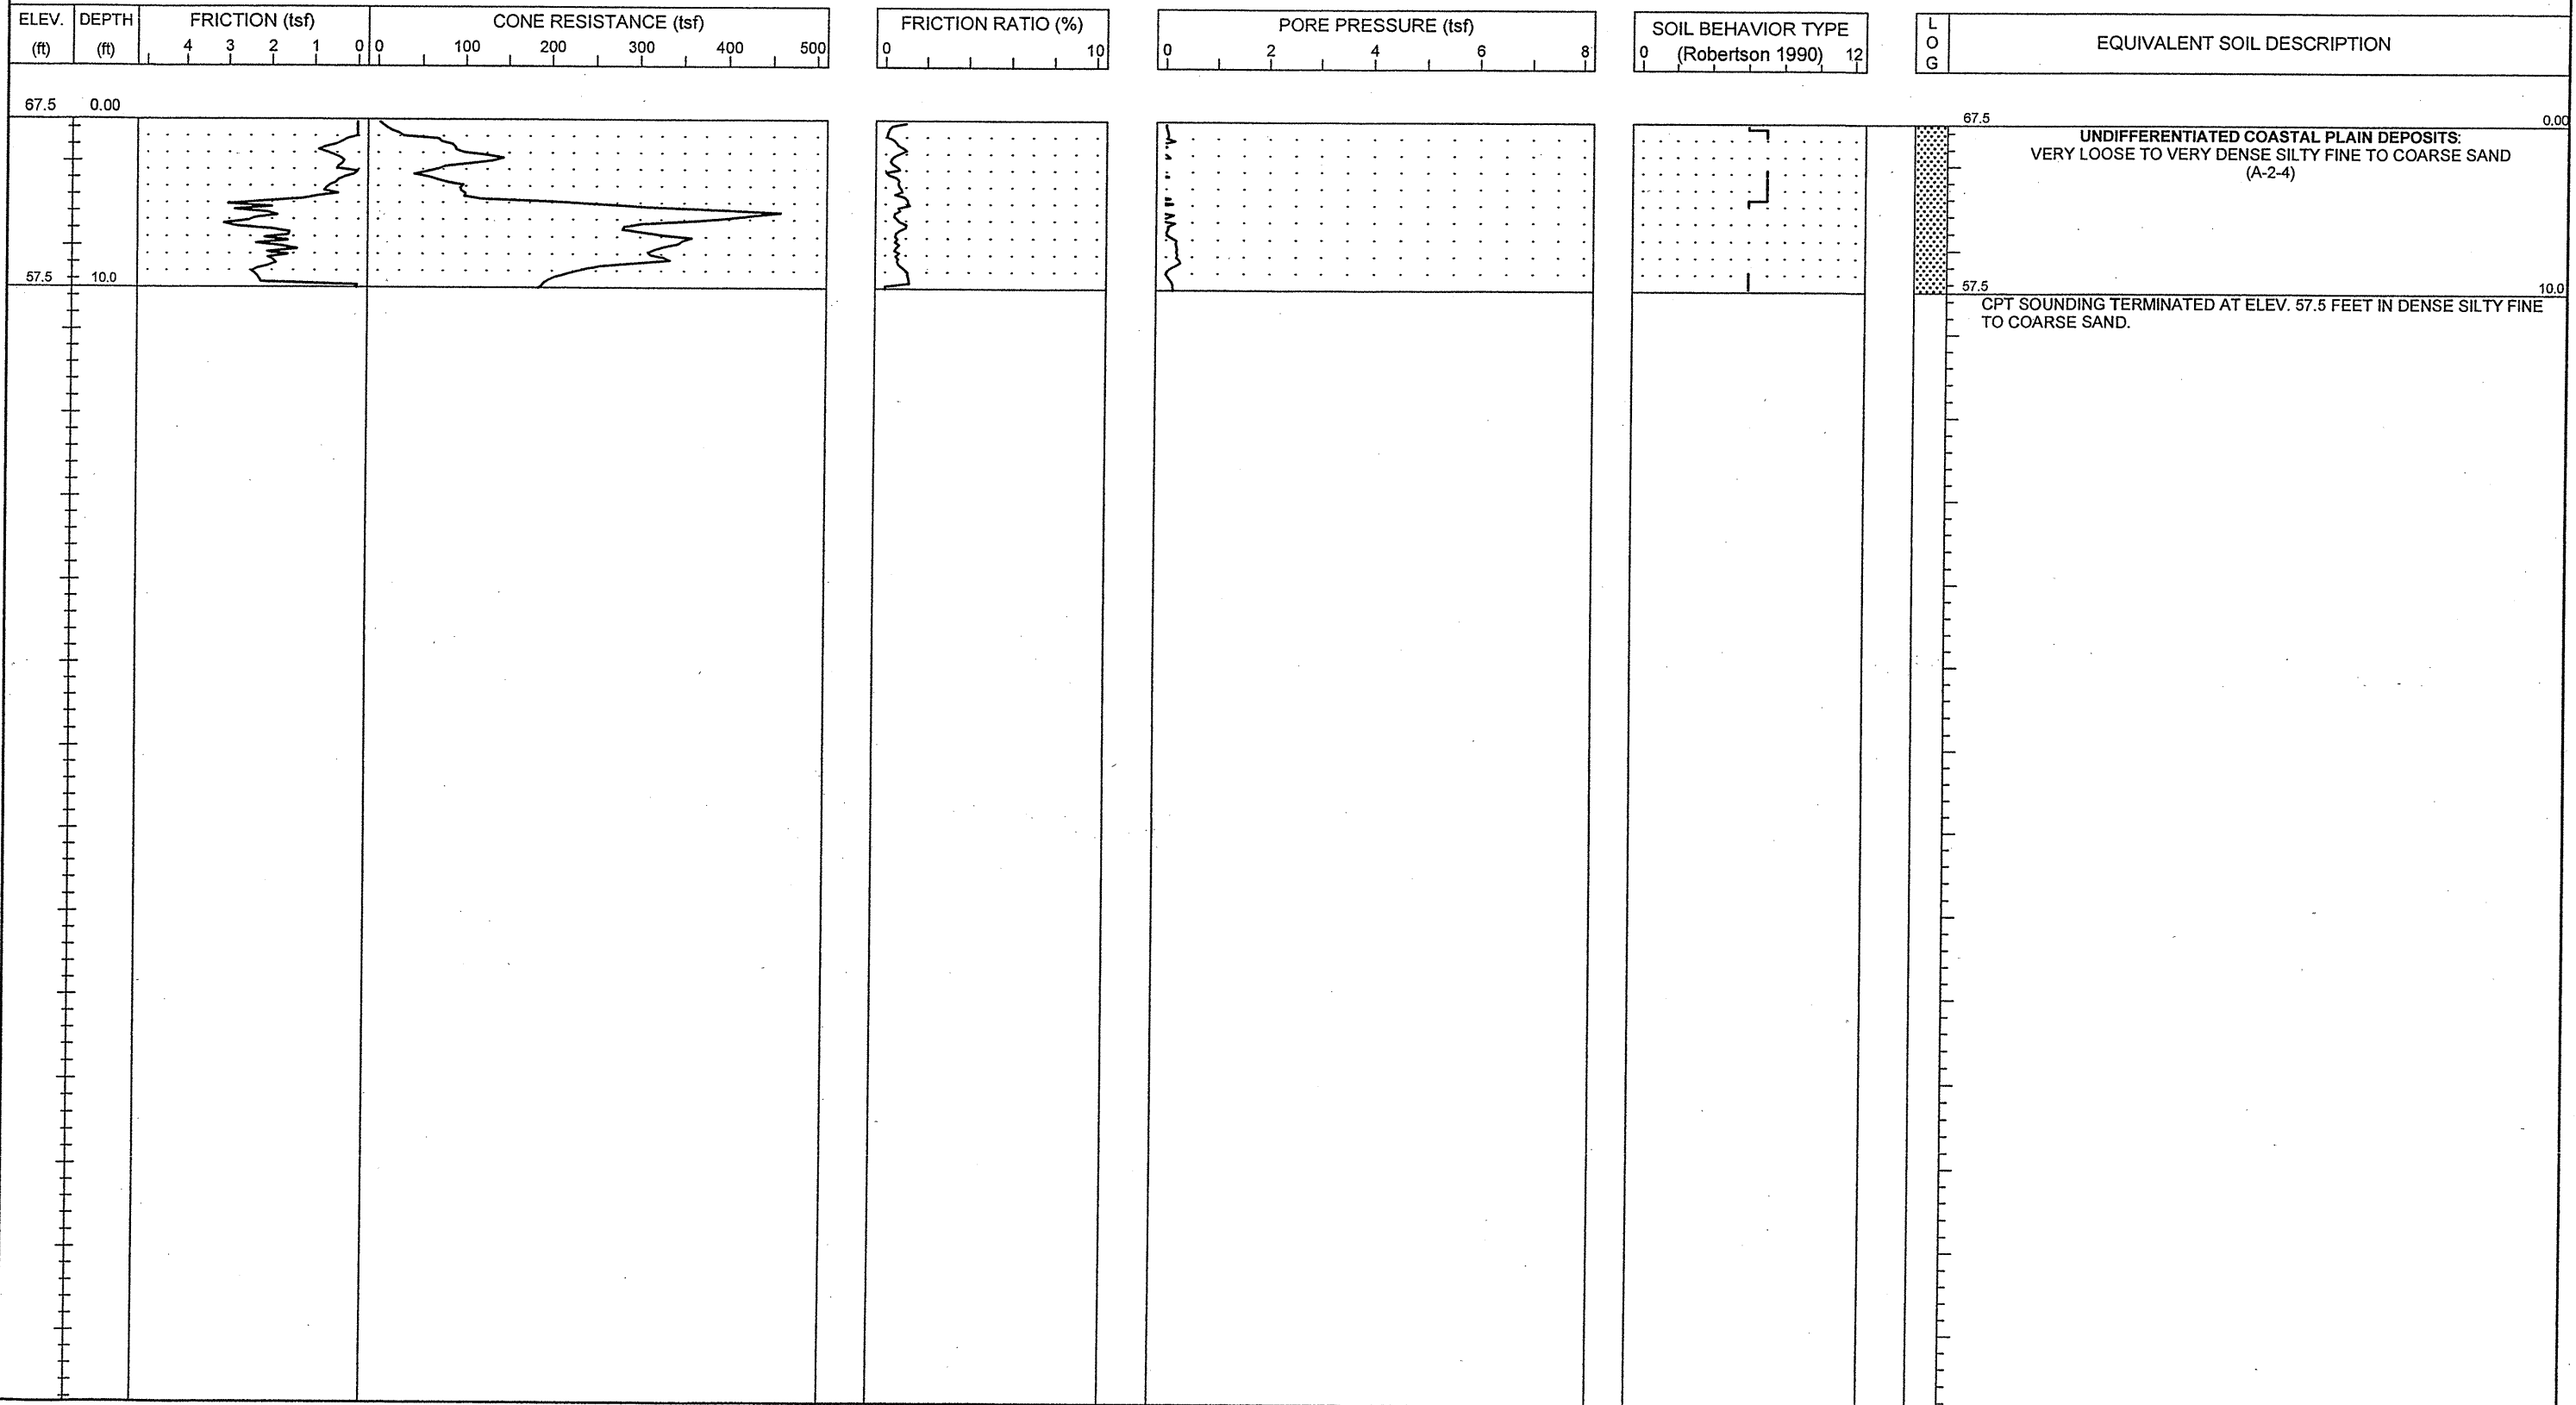 ELEV.
(ft)
DEPTH
(ft)
FRICTION (tsf)
4 3 2 1 0
CONE RESISTANCE (tsf)
0 100 200 300 400 500
FRICTION RATIO (%)
0 10
PORE PRESSURE (tsf)
0 2 4 6 8
SOIL BEHAVIOR TYPE
(Robertson 1990)
0 12
L
O
G
EQUIVALENT SOIL DESCRIPTION
67.5 0.00
67.5 0.00
UNDIFFERENTIATED COASTAL PLAIN DEPOSITS:
VERY LOOSE TO VERY DENSE SILTY FINE TO COARSE SAND
(A-2-4)
57.5 10.0
57.5 10.0
CPT SOUNDING TERMINATED AT ELEV. 57.5 FEET IN DENSE SILTY FINE
TO COARSE SAND.